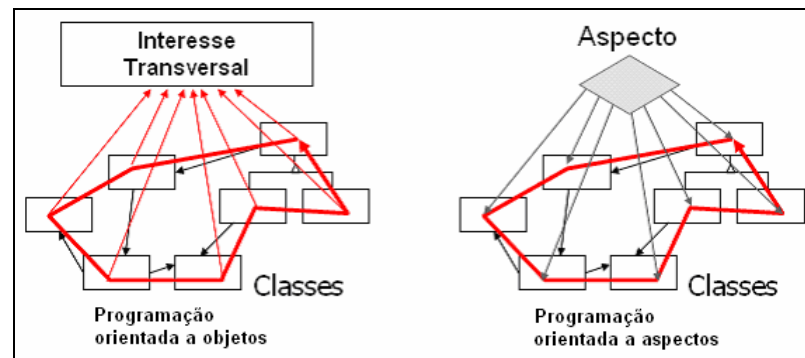 Interesse
Transversal
Classes
Programação
orientada a objetos
Aspecto
Classes
Programação
orientada a aspectos